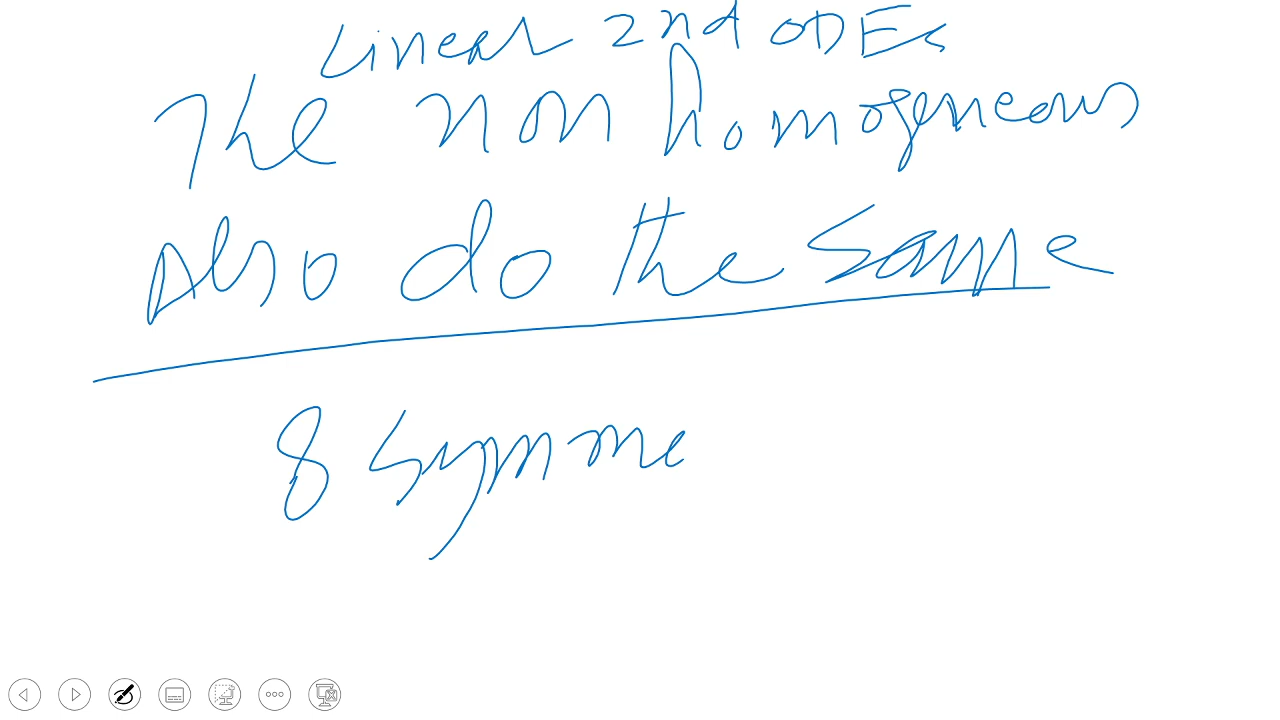 Linear 2nd ODEs
The non homogeneous
Also do the same
8 symme